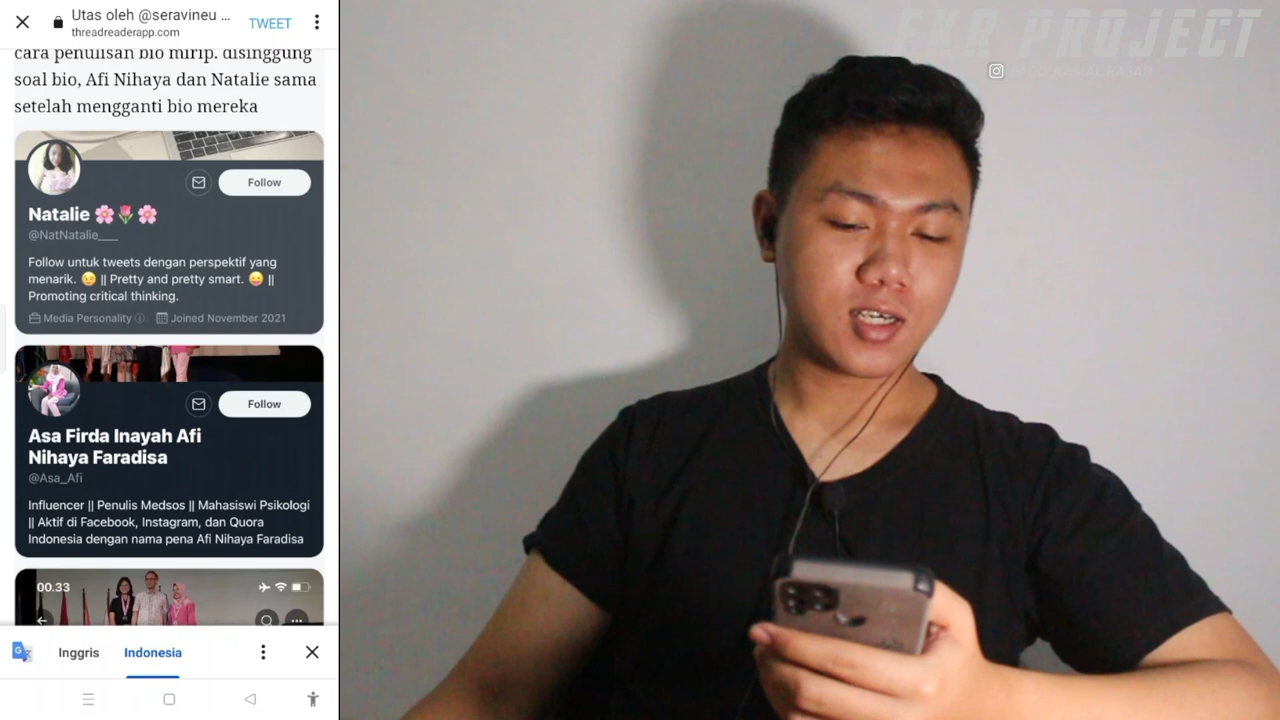 Utas oleh @seravineu ...
TWEET
threadreaderapp.com
cara penulisan bio mirip. disinggung
soal bio, Afi Nihaya dan Natalie sama
setelah mengganti bio mereka
Follow
Natalie 🌸🌷🌸
@NatNatalie___
Follow untuk tweets dengan perspektif yang
menarik. 😉 || Pretty and pretty smart. 😜 ||
Promoting critical thinking.
Media Personality Joined November 2021
Follow
Asa Firda Inayah Afi
Nihaya Faradisa
@Asa_Afi
Influencer || Penulis Medsos || Mahasiswi Psikologi
|| Aktif di Facebook, Instagram, dan Quora
Indonesia dengan nama pena Afi Nihaya Faradisa
00.33
Inggris
Indonesia
PROJECT